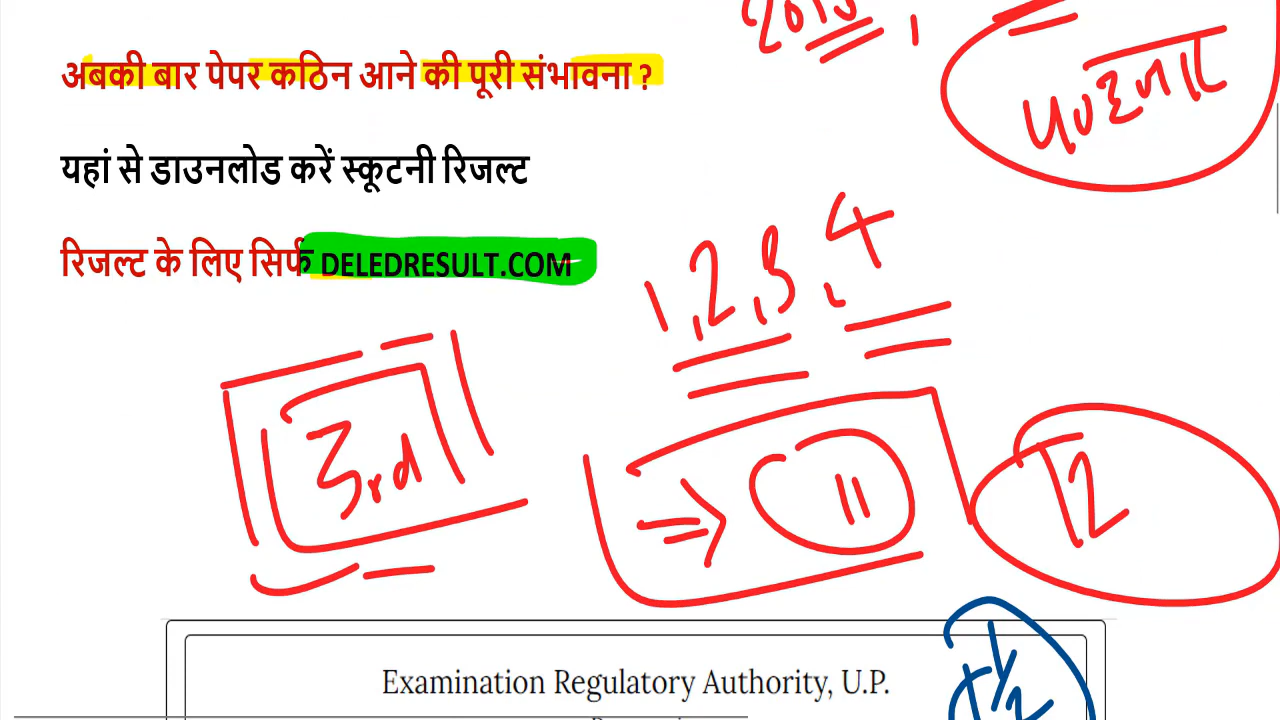 अबकी बार पेपर कठिन आने की पूरी संभावना ?
यहां से डाउनलोड करें स्कूटनी रिजल्ट
रिजल्ट के लिए सिर्फ DELEDRESULT.COM
1,2,3,4
3rd
⇒ 11
12
Examination Regulatory Authority, U.P.